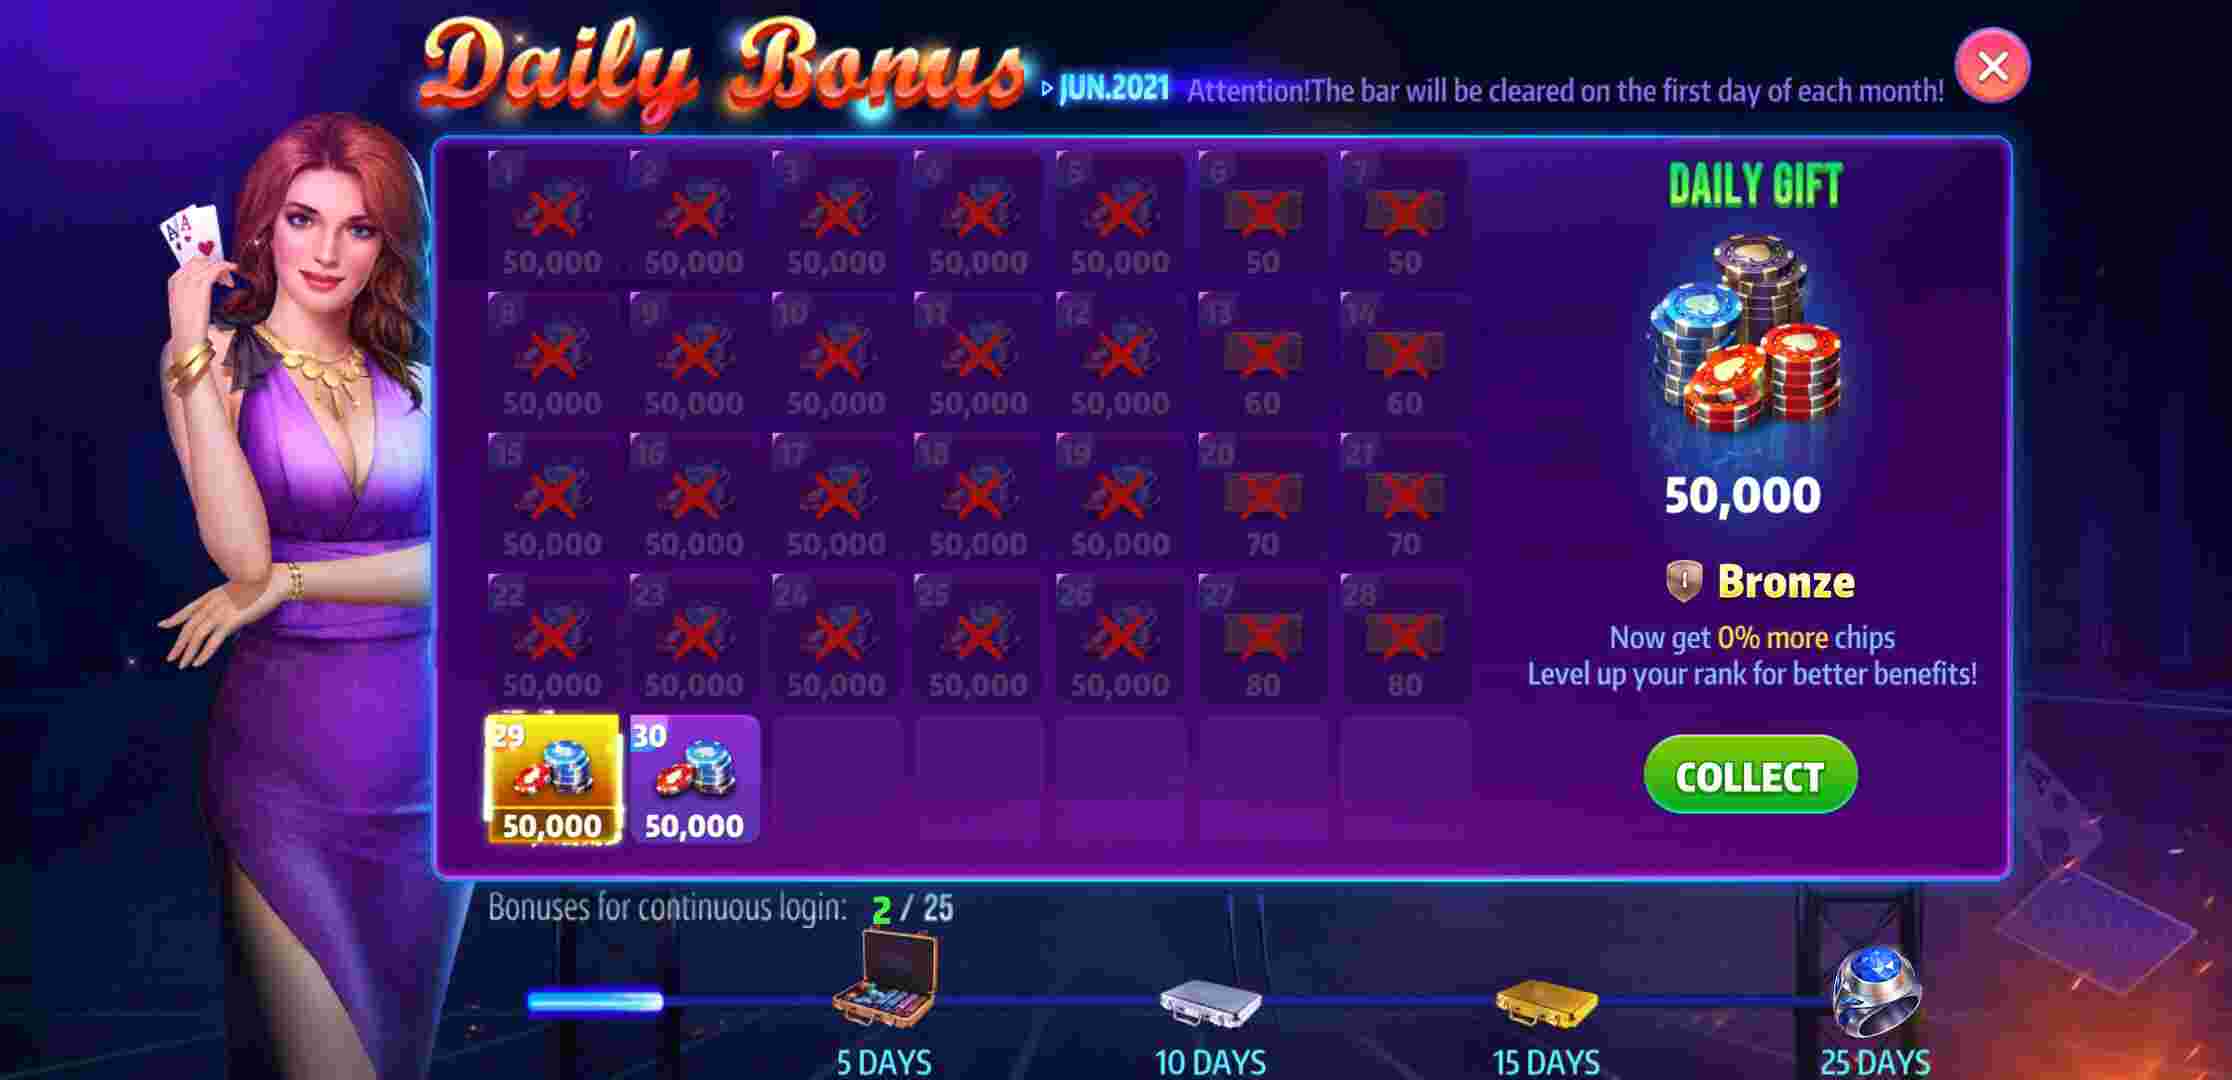 Daily Bonus
JUN.2021
Attention!The bar will be cleared on the first day of each month!
1 2 3 4 5 6 7
50,000 50,000 50,000 50,000 50,000 50 50
8 9 10 11 12 13 14
50,000 50,000 50,000 50,000 50,000 60 60
15 16 17 18 19 20 21
50,000 50,000 50,000 50,000 50,000 70 70
22 23 24 25 26 27 28
50,000 50,000 50,000 50,000 50,000 80 80
29 30
50,000 50,000
DAILY GIFT
50,000
Bronze
Now get 0% more chips
Level up your rank for better benefits!
COLLECT
Bonuses for continuous login: 2 / 25
5 DAYS 10 DAYS 15 DAYS 25 DAYS
A A